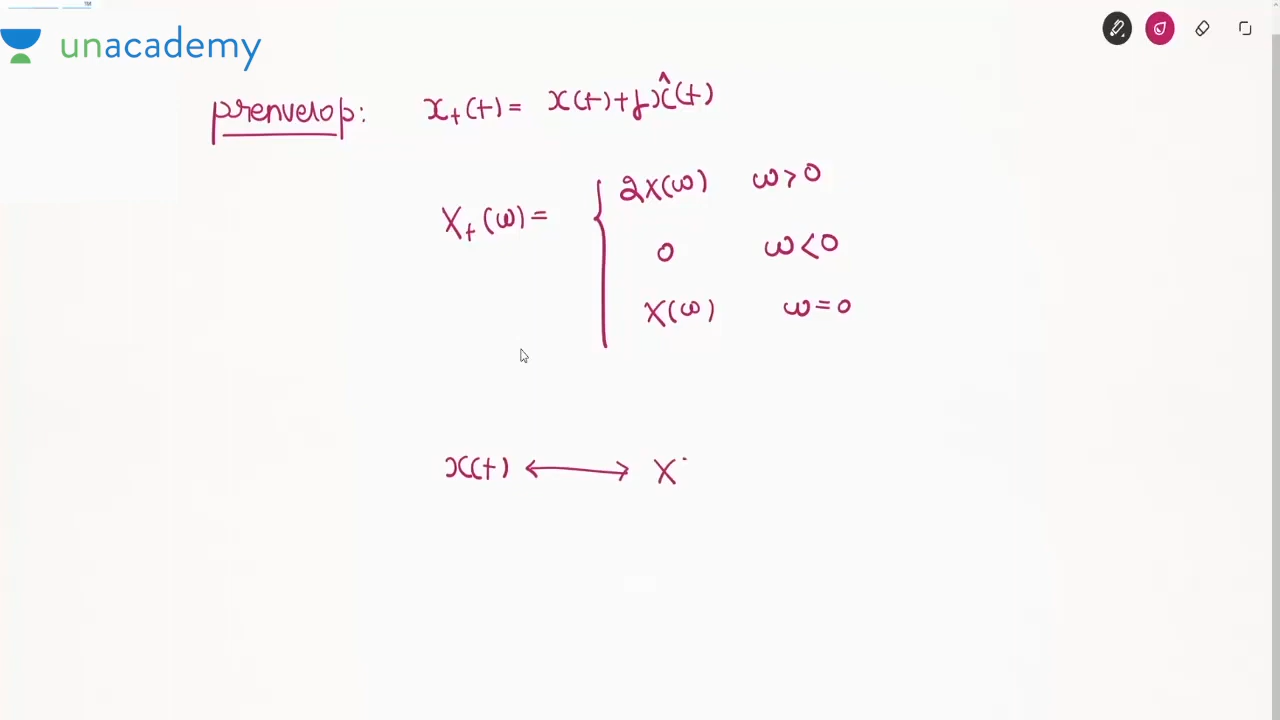 unacademy
prenvelop: x₊(t) = x(t)+jx̂(t)
X₊(ω) = { 2X(ω) ω>0
0 ω<0
X(ω) ω=0
x(t) ⟷ X